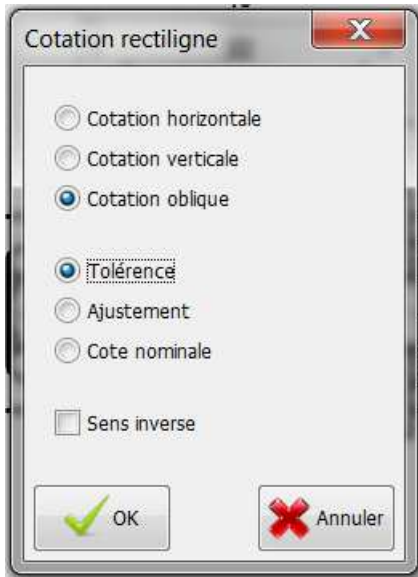 Cotation rectiligne
Cotation horizontale
Cotation verticale
Cotation oblique
Tolérence
Ajustement
Cote nominale
Sens inverse
OK
Annuler